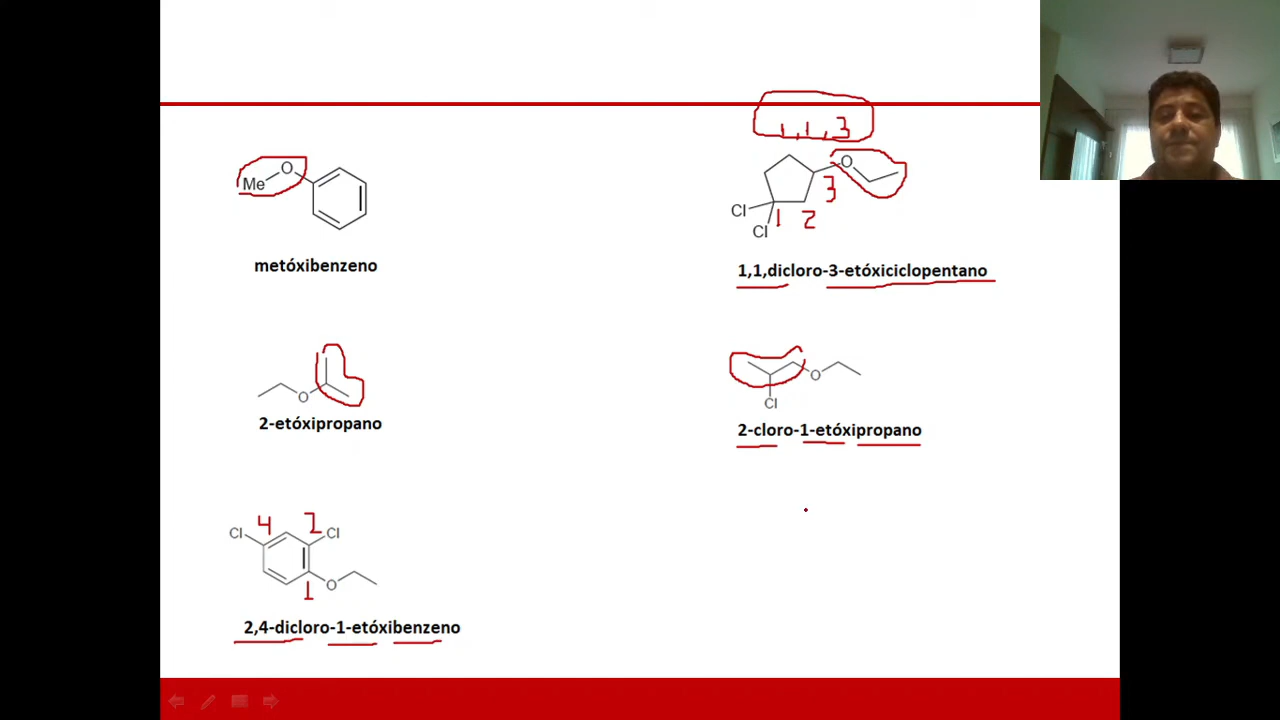 Me O
metóxibenzeno
1,1,3
O
3
Cl 1 2
Cl
1,1,dicloro-3-etóxiciclopentano
O
2-etóxipropano
O
Cl
2-cloro-1-etóxipropano
Cl 4 2 Cl
O
1
2,4-dicloro-1-etóxibenzeno